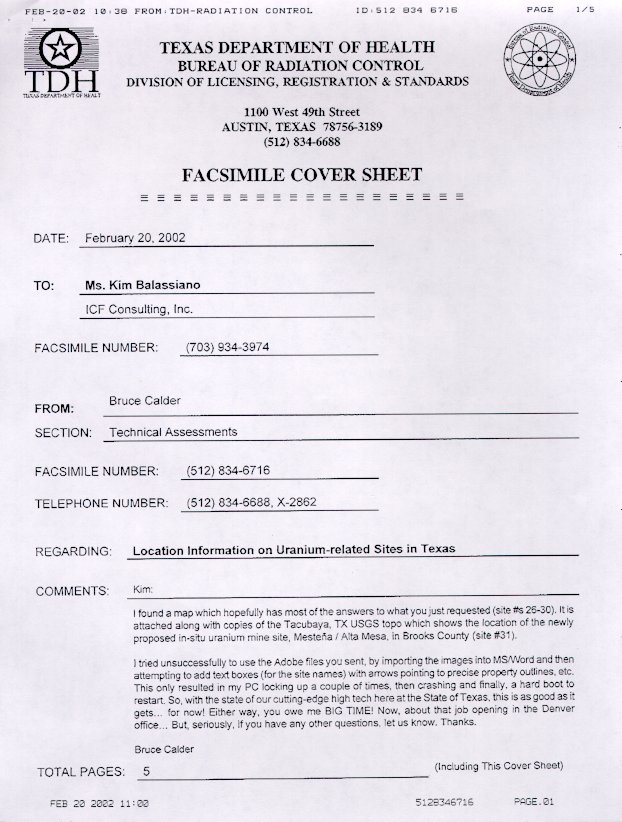 FEB-20-02 10:38 FROM:TDH-RADIATION CONTROL ID:512 834 6716 PAGE 1/5
TDH
TEXAS DEPARTMENT OF HEALT
TEXAS DEPARTMENT OF HEALTH
BUREAU OF RADIATION CONTROL
DIVISION OF LICENSING, REGISTRATION & STANDARDS
Bureau of Radiation Control
Texas Department of Health
1100 West 49th Street
AUSTIN, TEXAS 78756-3189
(512) 834-6688
FACSIMILE COVER SHEET
= = = = = = = = = = = = = = = = = = = =
DATE: February 20, 2002
TO: Ms. Kim Balassiano
ICF Consulting, Inc.
FACSIMILE NUMBER: (703) 934-3974
FROM: Bruce Calder
SECTION: Technical Assessments
FACSIMILE NUMBER: (512) 834-6716
TELEPHONE NUMBER: (512) 834-6688, X-2862
REGARDING: Location Information on Uranium-related Sites in Texas
COMMENTS: Kim:
I found a map which hopefully has most of the answers to what you just requested (site #s 26-30). It is
attached along with copies of the Tacubaya, TX USGS topo which shows the location of the newly
proposed in-situ uranium mine site, Mesteña / Alta Mesa, in Brooks County (site #31).
I tried unsuccessfully to use the Adobe files you sent, by importing the images into MS/Word and then
attempting to add text boxes (for the site names) with arrows pointing to precise property outlines, etc.
This only resulted in my PC locking up a couple of times, then crashing and finally, a hard boot to
restart. So, with the state of our cutting-edge high tech here at the State of Texas, this is as good as it
gets... for now! Either way, you owe me BIG TIME! Now, about that job opening in the Denver
office... But, seriously, if you have any other questions, let us know. Thanks.
Bruce Calder
TOTAL PAGES: 5 (Including This Cover Sheet)
FEB 20 2002 11:00 5128346716 PAGE.01